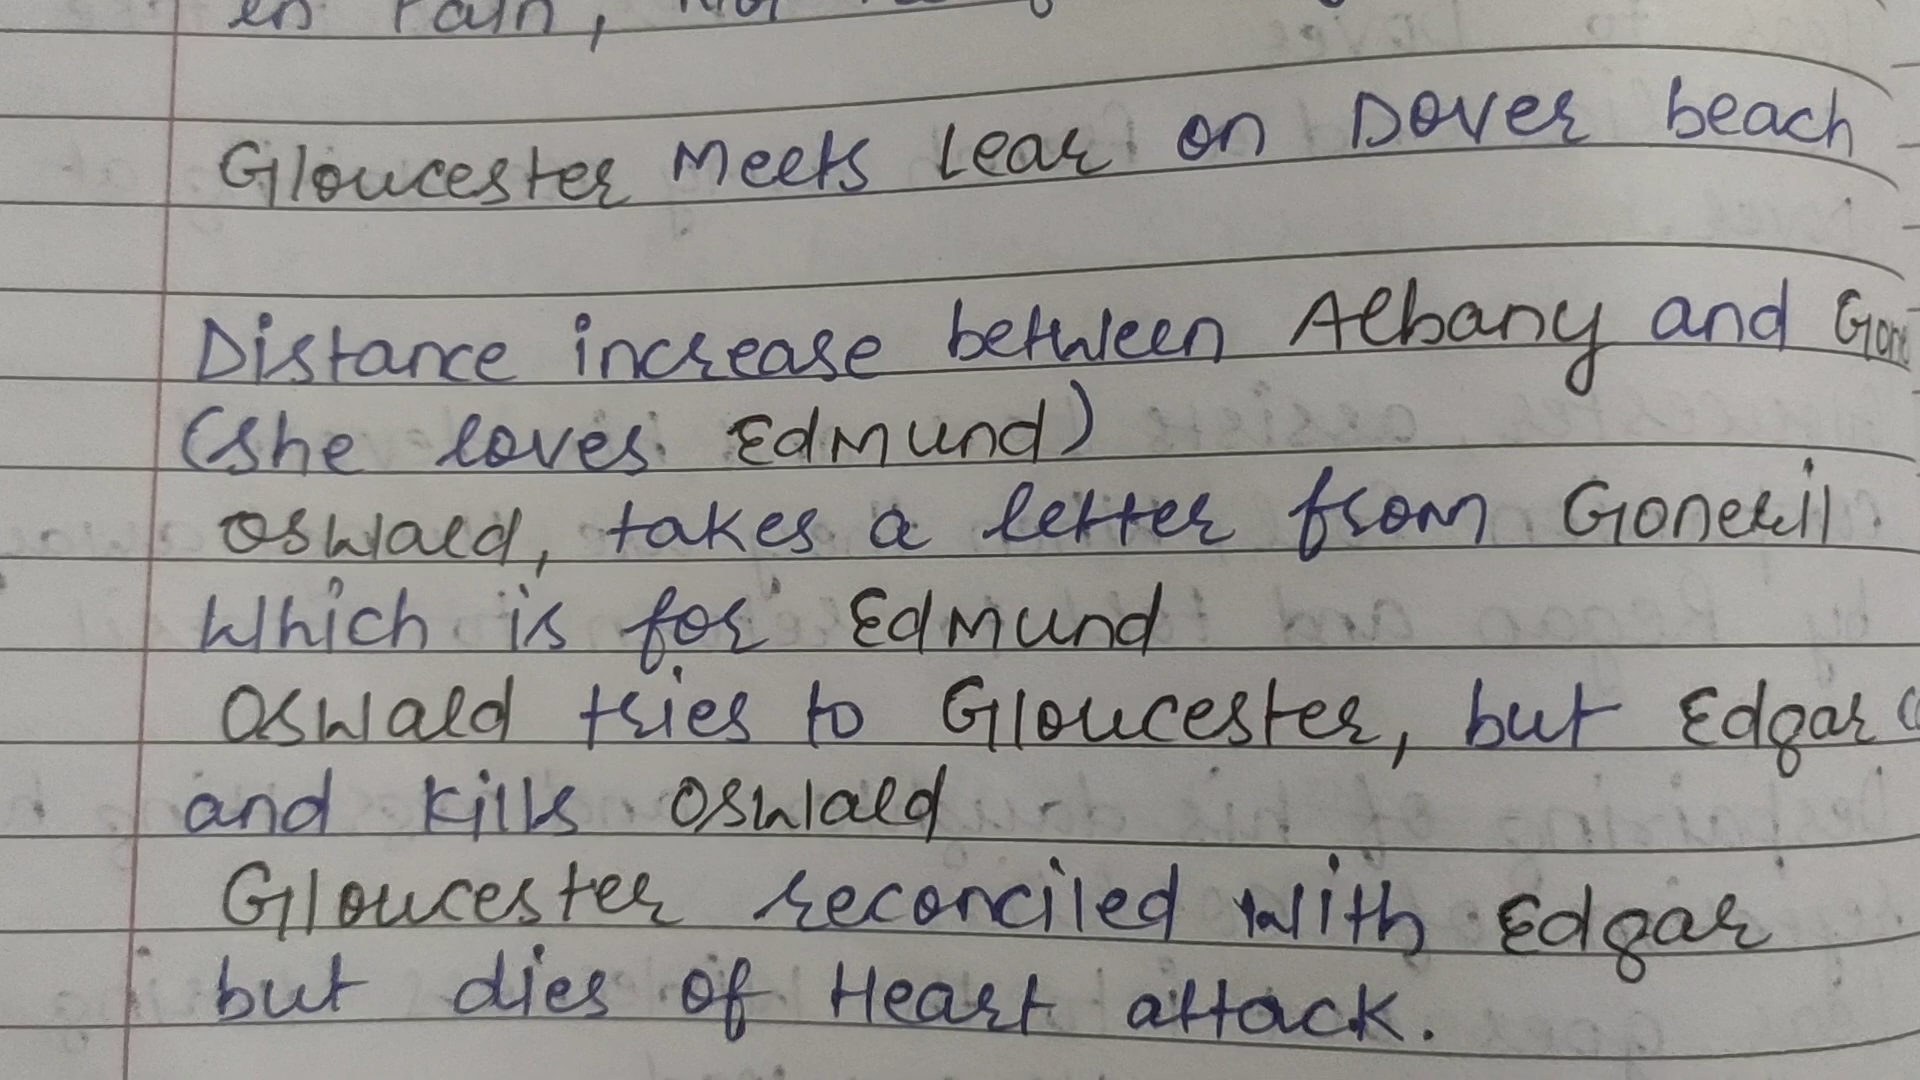 en rain,
Gloucester Meets Lear on Dover beach
Distance increase between Albany and
(she loves Edmund)
Oswald, takes a letter from Goneril
Which is for Edmund
Oswald tries to Gloucester, but Edgar
and kills Oswald
Gloucester reconciled with Edgar
but dies of Heart attack.